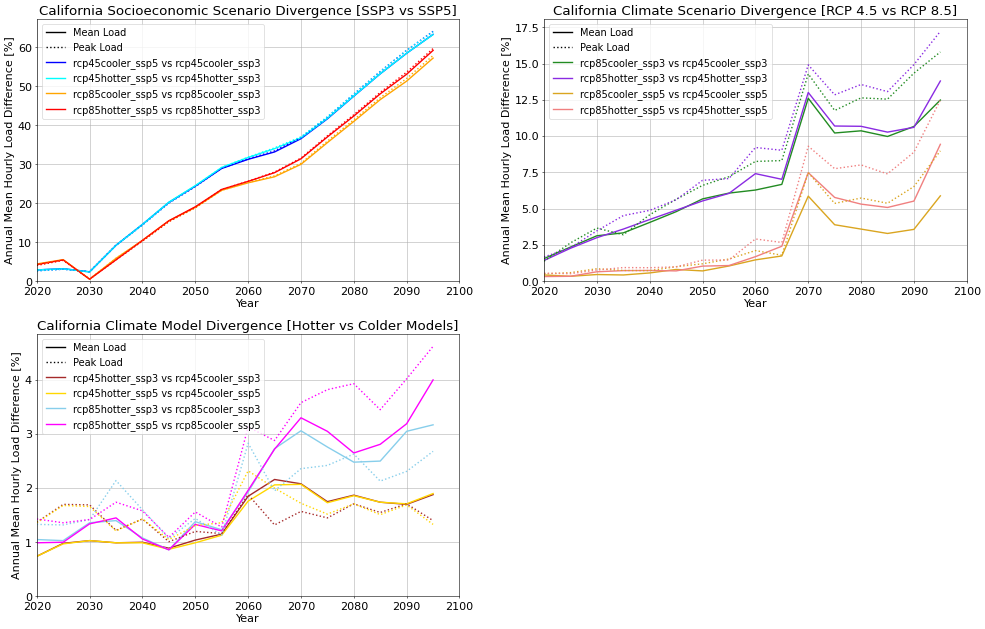 California Socioeconomic Scenario Divergence [SSP3 vs SSP5]
Annual Mean Hourly Load Difference [%]
60
50
40
30
20
10
0
Mean Load
Peak Load
rcp45cooler_ssp5 vs rcp45cooler_ssp3
rcp45hotter_ssp5 vs rcp45hotter_ssp3
rcp85cooler_ssp5 vs rcp85cooler_ssp3
rcp85hotter_ssp5 vs rcp85hotter_ssp3
2020 2030 2040 2050 2060 2070 2080 2090 2100
Year
California Climate Scenario Divergence [RCP 4.5 vs RCP 8.5]
Annual Mean Hourly Load Difference [%]
17.5
15.0
12.5
10.0
7.5
5.0
2.5
0.0
Mean Load
Peak Load
rcp85cooler_ssp3 vs rcp45cooler_ssp3
rcp85hotter_ssp3 vs rcp45hotter_ssp3
rcp85cooler_ssp5 vs rcp45cooler_ssp5
rcp85hotter_ssp5 vs rcp45hotter_ssp5
2020 2030 2040 2050 2060 2070 2080 2090 2100
Year
California Climate Model Divergence [Hotter vs Colder Models]
Annual Mean Hourly Load Difference [%]
4
3
2
1
0
Mean Load
Peak Load
rcp45hotter_ssp3 vs rcp45cooler_ssp3
rcp45hotter_ssp5 vs rcp45cooler_ssp5
rcp85hotter_ssp3 vs rcp85cooler_ssp3
rcp85hotter_ssp5 vs rcp85cooler_ssp5
2020 2030 2040 2050 2060 2070 2080 2090 2100
Year